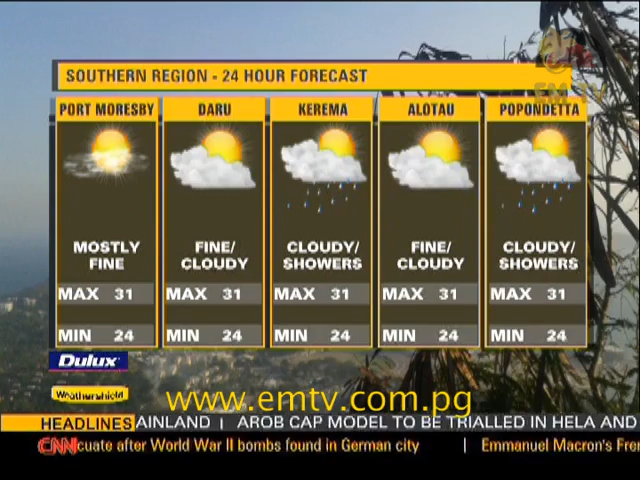 SOUTHERN REGION - 24 HOUR FORECAST
EM TV
PORT MORESBY DARU KEREMA ALOTAU POPONDETTA
MOSTLY FINE FINE/ CLOUDY CLOUDY/ SHOWERS FINE/ CLOUDY CLOUDY/ SHOWERS
MAX 31 MAX 31 MAX 31 MAX 31 MAX 31
MIN 24 MIN 24 MIN 24 MIN 24 MIN 24
Dulux
Weathershield
www.emtv.com.pg
HEADLINES AINLAND | AROB CAP MODEL TO BE TRIALLED IN HELA AND
CNN cuate after World War II bombs found in German city | Emmanuel Macron's Fre